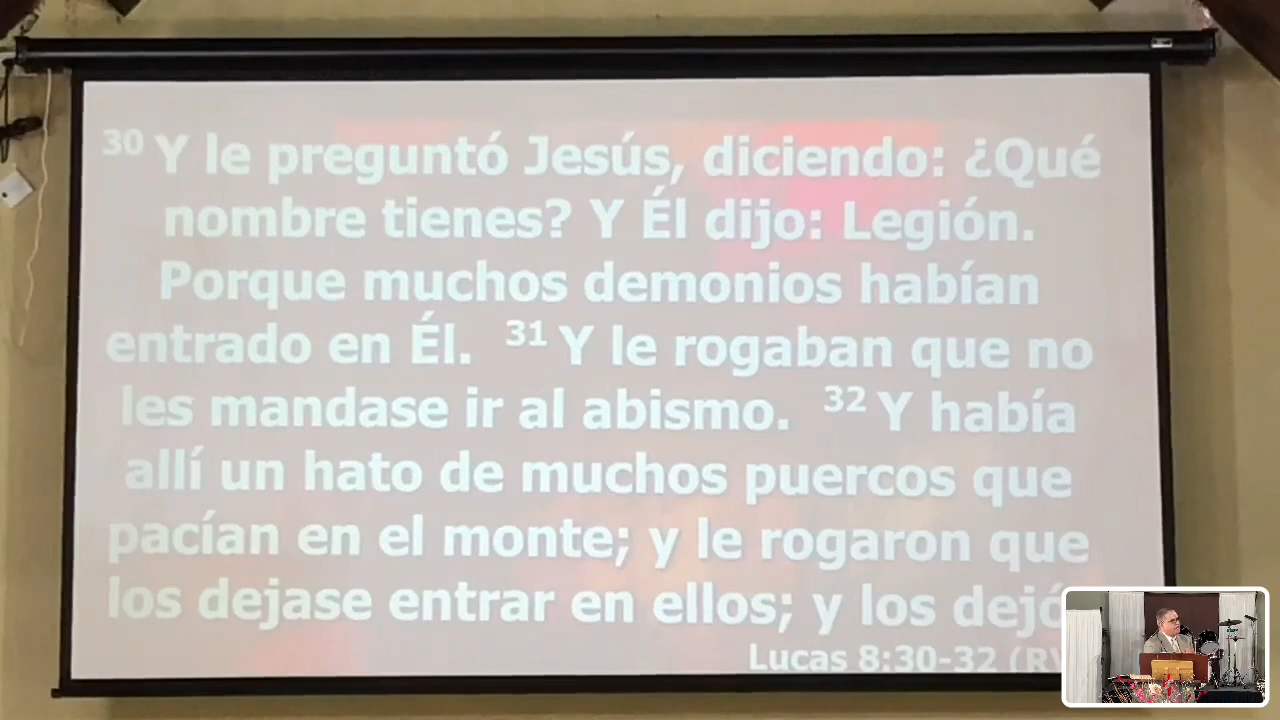 30 Y le preguntó Jesús, diciendo: ¿Qué
nombre tienes? Y Él dijo: Legión.
Porque muchos demonios habían
entrado en Él. 31 Y le rogaban que no
les mandase ir al abismo. 32 Y había
allí un hato de muchos puercos que
pacían en el monte; y le rogaron que
los dejase entrar en ellos; y los dejó
Lucas 8:30-32